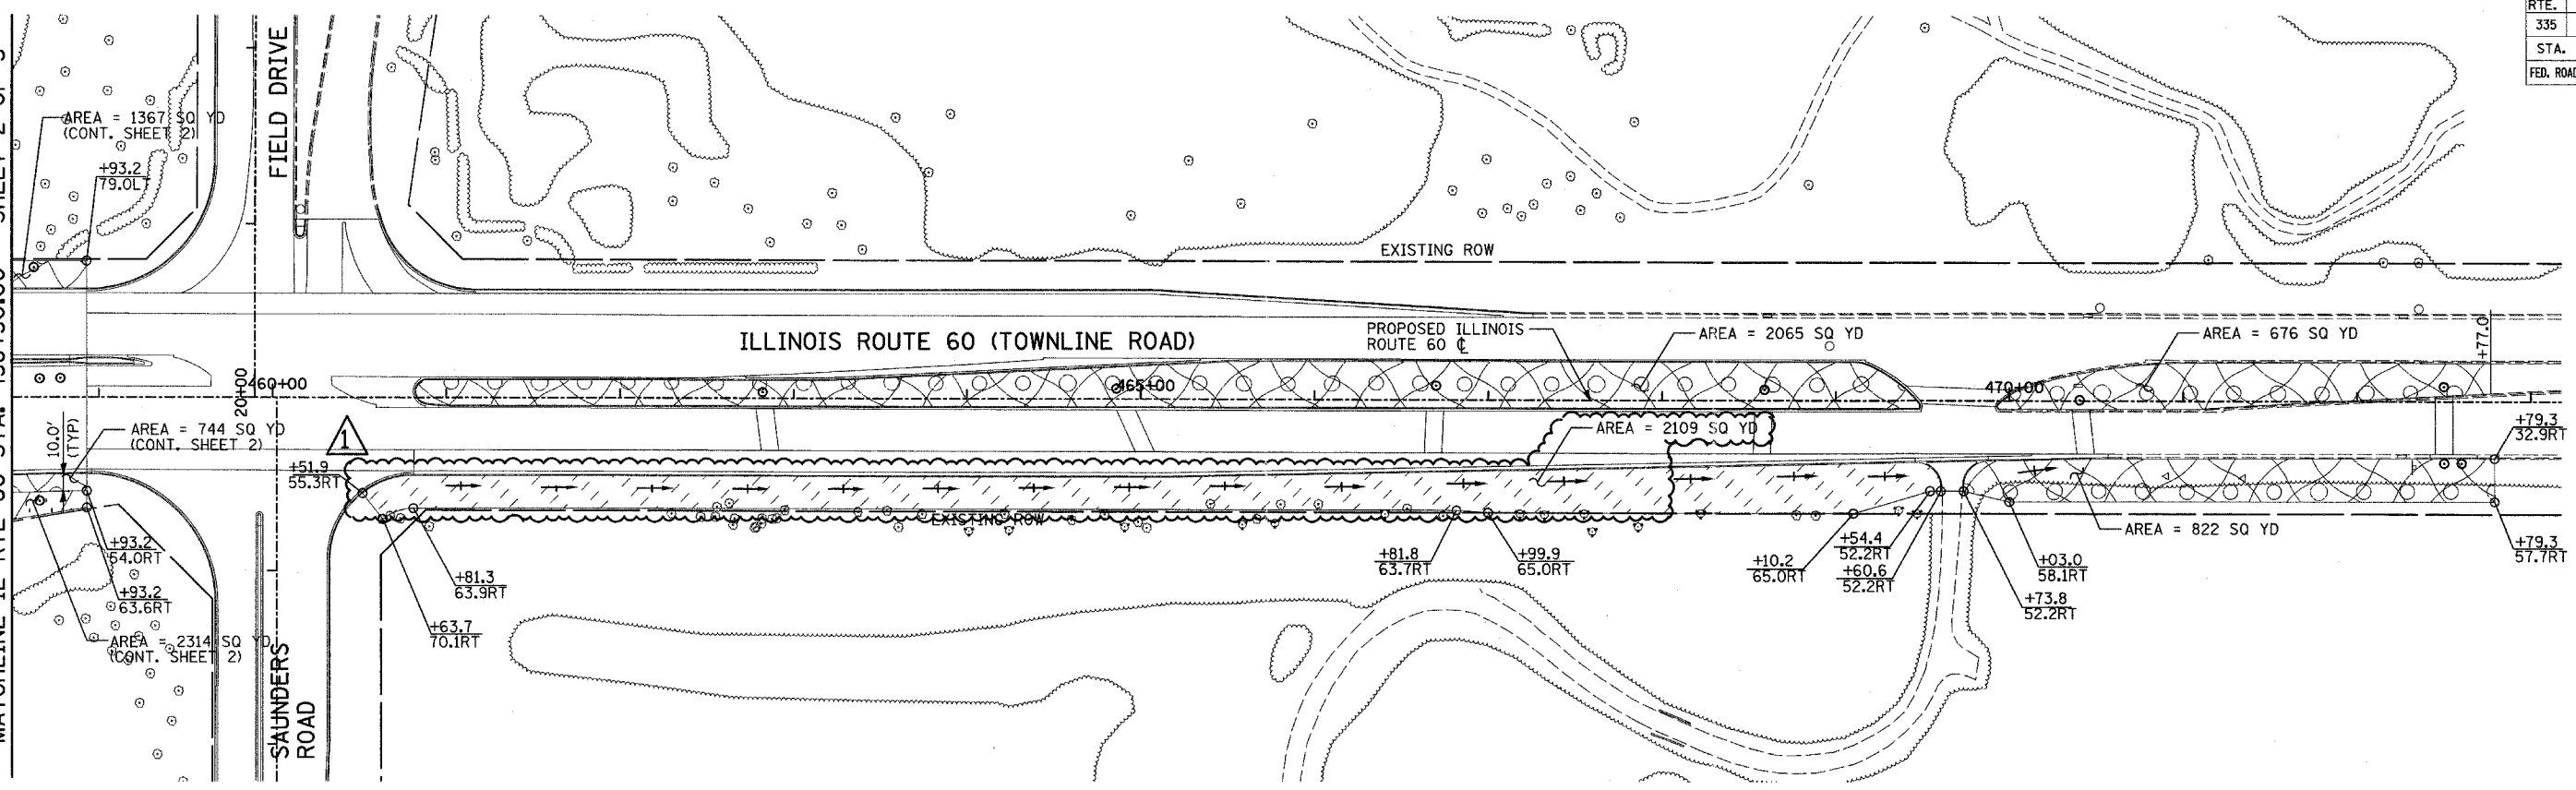 RTE.
335
STA.
FED. ROAD
FIELD DRIVE
AREA = 1367 SQ YD
(CONT. SHEET 2)
+93.2
79.0LT
EXISTING ROW
ILLINOIS ROUTE 60 (TOWNLINE ROAD)
PROPOSED ILLINOIS
ROUTE 60 ℄
AREA = 2065 SQ YD
AREA = 676 SQ YD
+77.0
20+00
460+00
465+00
470+00
10.0'
(TYP)
AREA = 744 SQ YD
(CONT. SHEET 2)
1
AREA = 2109 SQ YD
+79.3
32.9RT
+51.9
55.3RT
EXISTING ROW
AREA = 822 SQ YD
+93.2
54.0RT
+93.2
63.6RT
+81.3
63.9RT
+63.7
70.1RT
+81.8
63.7RT
+99.9
65.0RT
+10.2
65.0RT
+54.4
52.2RT
+60.6
52.2RT
+03.0
58.1RT
+73.8
52.2RT
+79.3
57.7RT
AREA = 2314 SQ YD
(CONT. SHEET 2)
SAUNDERS
ROAD